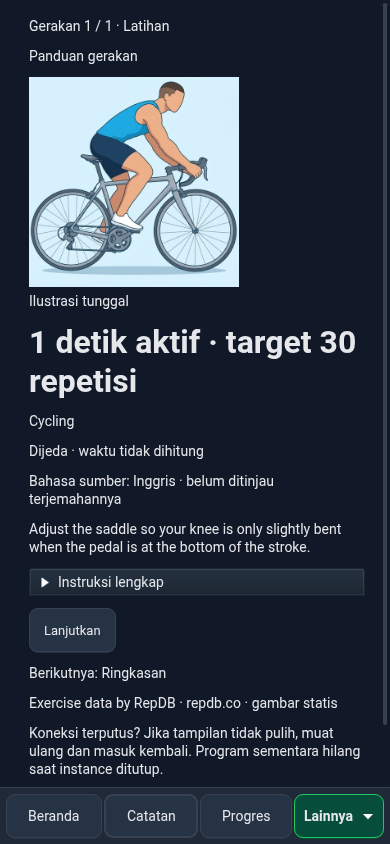 Gerakan 1 / 1 · Latihan
Panduan gerakan
Ilustrasi tunggal
1 detik aktif · target 30
repetisi
Cycling
Dijeda · waktu tidak dihitung
Bahasa sumber: Inggris · belum ditinjau
terjemahannya
Adjust the saddle so your knee is only slightly bent
when the pedal is at the bottom of the stroke.
Instruksi lengkap
Lanjutkan
Berikutnya: Ringkasan
Exercise data by RepDB · repdb.co · gambar statis
Koneksi terputus? Jika tampilan tidak pulih, muat
ulang dan masuk kembali. Program sementara hilang
saat instance ditutup.
Beranda Catatan Progres Lainnya